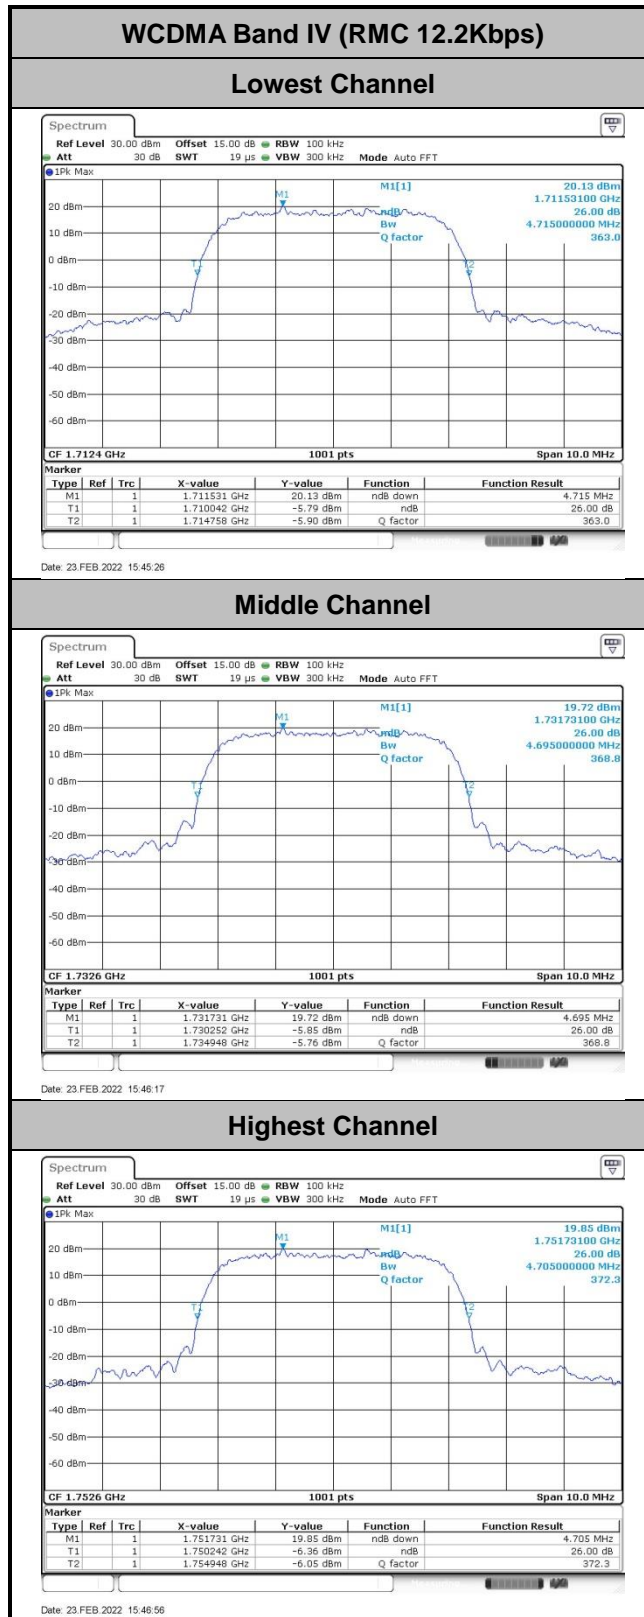 WCDMA Band IV (RMC 12.2Kbps)
Lowest Channel
Spectrum
Ref Level 30.00 dBm Offset 15.00 dB RBW 100 kHz
Att 30 dB SWT 19 µs VBW 300 kHz Mode Auto FFT
1Pk Max
M1[1] 20.13 dBm
1.71153100 GHz
M1
20 dBm
ndB 26.00 dB
Bw 4.715000000 MHz
10 dBm
Q factor 363.0
0 dBm
T1 T2
-10 dBm
-20 dBm
-30 dBm
-40 dBm
-50 dBm
-60 dBm
CF 1.7124 GHz 1001 pts Span 10.0 MHz
Marker
Type Ref Trc X-value Y-value Function Function Result
M1 1 1.711531 GHz 20.13 dBm ndB down 4.715 MHz
T1 1 1.710042 GHz -5.79 dBm ndB 26.00 dB
T2 1 1.714758 GHz -5.90 dBm Q factor 363.0
Date: 23.FEB.2022 15:45:26
Middle Channel
Spectrum
Ref Level 30.00 dBm Offset 15.00 dB RBW 100 kHz
Att 30 dB SWT 19 µs VBW 300 kHz Mode Auto FFT
1Pk Max
M1[1] 19.72 dBm
1.73173100 GHz
M1
20 dBm
ndB 26.00 dB
Bw 4.695000000 MHz
10 dBm
Q factor 368.8
0 dBm
T1 T2
-10 dBm
-20 dBm
-30 dBm
-40 dBm
-50 dBm
-60 dBm
CF 1.7326 GHz 1001 pts Span 10.0 MHz
Marker
Type Ref Trc X-value Y-value Function Function Result
M1 1 1.731731 GHz 19.72 dBm ndB down 4.695 MHz
T1 1 1.730252 GHz -5.85 dBm ndB 26.00 dB
T2 1 1.734948 GHz -5.76 dBm Q factor 368.8
Date: 23.FEB.2022 15:46:17
Highest Channel
Spectrum
Ref Level 30.00 dBm Offset 15.00 dB RBW 100 kHz
Att 30 dB SWT 19 µs VBW 300 kHz Mode Auto FFT
1Pk Max
M1[1] 19.85 dBm
1.75173100 GHz
M1
20 dBm
ndB 26.00 dB
Bw 4.705000000 MHz
10 dBm
Q factor 372.3
0 dBm
T1 T2
-10 dBm
-20 dBm
-30 dBm
-40 dBm
-50 dBm
-60 dBm
CF 1.7526 GHz 1001 pts Span 10.0 MHz
Marker
Type Ref Trc X-value Y-value Function Function Result
M1 1 1.751731 GHz 19.85 dBm ndB down 4.705 MHz
T1 1 1.750242 GHz -6.36 dBm ndB 26.00 dB
T2 1 1.754948 GHz -6.05 dBm Q factor 372.3
Date: 23.FEB.2022 15:46:56